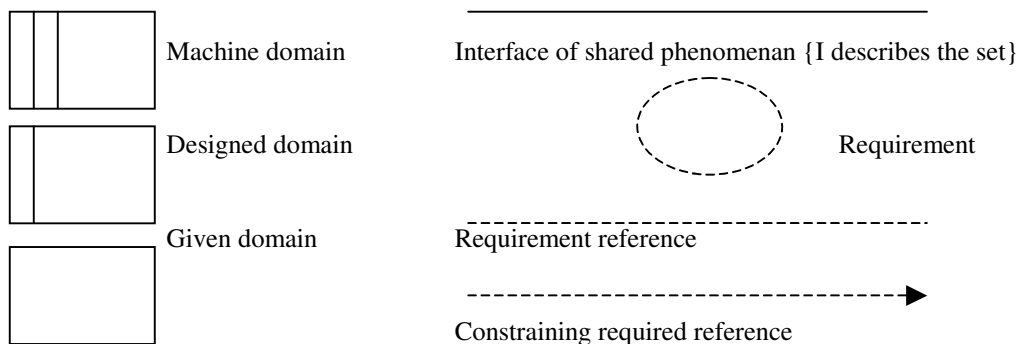 Machine domain
Interface of shared phenomenan {I describes the set}
Designed domain
Requirement
Given domain
Requirement reference
Constraining required reference